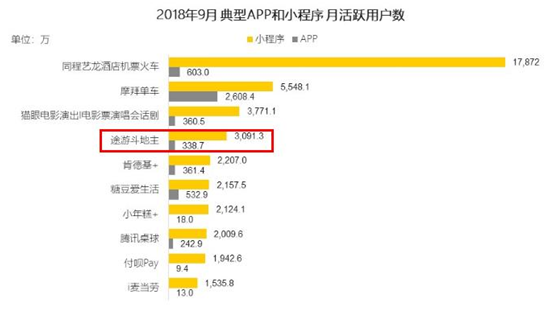 2018年9月 典型APP和小程序 月活跃用户数
单位：万
小程序 APP
同程艺龙酒店机票火车 17,872
603.0
摩拜单车 5,548.1
2,608.4
猫眼电影演出|电影票演唱会话剧 3,771.1
360.5
途游斗地主 3,091.3
338.7
肯德基+ 2,207.0
361.4
糖豆爱生活 2,157.5
532.9
小年糕+ 2,124.1
18.0
腾讯桌球 2,009.6
242.9
付呗Pay 1,942.6
9.4
i麦当劳 1,535.8
13.0